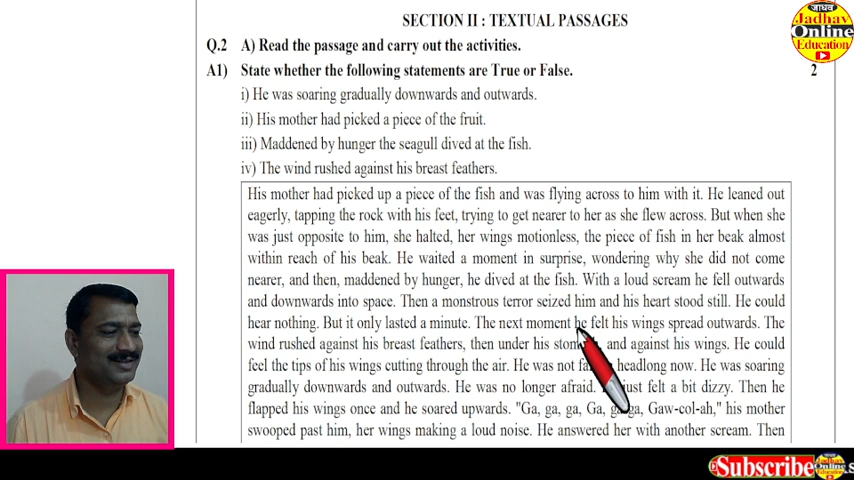 SECTION II : TEXTUAL PASSAGES
जाधव
Jadhav
Online
Education
Q.2 A) Read the passage and carry out the activities.
A1) State whether the following statements are True or False. 2
i) He was soaring gradually downwards and outwards.
ii) His mother had picked a piece of the fruit.
iii) Maddened by hunger the seagull dived at the fish.
iv) The wind rushed against his breast feathers.
His mother had picked up a piece of the fish and was flying across to him with it. He leaned out
eagerly, tapping the rock with his feet, trying to get nearer to her as she flew across. But when she
was just opposite to him, she halted, her wings motionless, the piece of fish in her beak almost
within reach of his beak. He waited a moment in surprise, wondering why she did not come
nearer, and then, maddened by hunger, he dived at the fish. With a loud scream he fell outwards
and downwards into space. Then a monstrous terror seized him and his heart stood still. He could
hear nothing. But it only lasted a minute. The next moment he felt his wings spread outwards. The
wind rushed against his breast feathers, then under his and against his wings. He could
feel the tips of his wings cutting through the air. He was not headlong now. He was soaring
gradually downwards and outwards. He was no longer afraid. just felt a bit dizzy. Then he
flapped his wings once and he soared upwards. "Ga, ga, ga, Ga, ga, Gaw-col-ah," his mother
swooped past him, her wings making a loud noise. He answered her with another scream. Then
Subscribe
Jadhav
Online